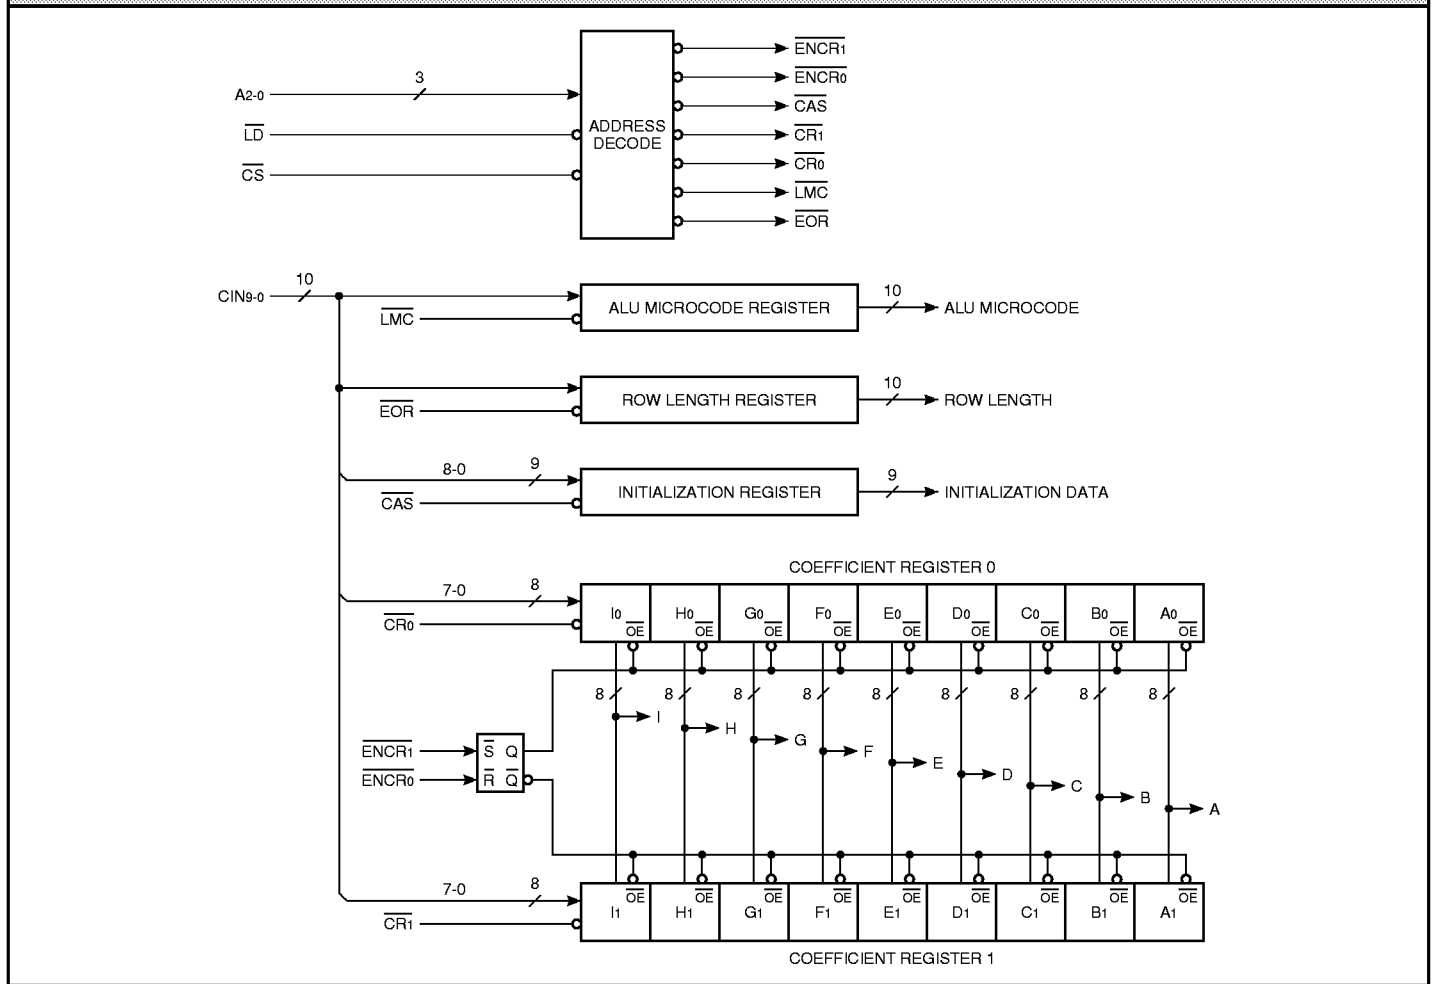 A2-0
3
LD
CS
ADDRESS
DECODE
ENCR1
ENCR0
CAS
CR1
CR0
LMC
EOR
CIN9-0
10
LMC
ALU MICROCODE REGISTER
10
ALU MICROCODE
EOR
ROW LENGTH REGISTER
10
ROW LENGTH
8-0
9
CAS
INITIALIZATION REGISTER
9
INITIALIZATION DATA
COEFFICIENT REGISTER 0
7-0
8
CR0
I0 H0 G0 F0 E0 D0 C0 B0 A0
OE OE OE OE OE OE OE OE OE
8 8 8 8 8 8 8 8 8
I
H
G
F
E
D
C
B
A
ENCR1
S Q
ENCR0
R Q
7-0
8
CR1
OE OE OE OE OE OE OE OE OE
I1 H1 G1 F1 E1 D1 C1 B1 A1
COEFFICIENT REGISTER 1